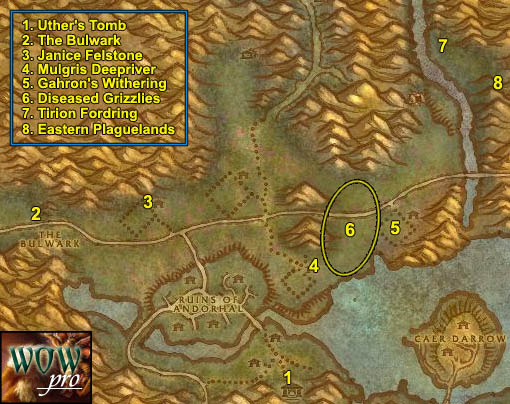 1. Uther's Tomb
2. The Bulwark
3. Janice Felstone
4. Mulgris Deepriver
5. Gahron's Withering
6. Diseased Grizzlies
7. Tirion Fordring
8. Eastern Plaguelands
7
8
3
2
THE
BULWARK
6
5
4
RUINS OF
ANDORHAL
CAER DARROW
1
WOW
pro